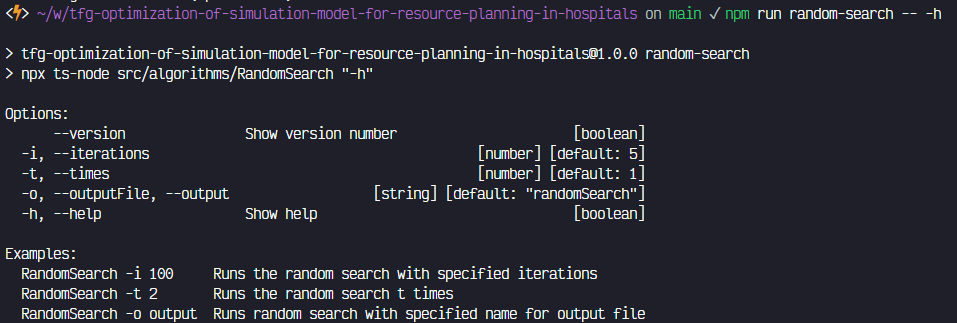 <⚡> ~/w/tfg-optimization-of-simulation-model-for-resource-planning-in-hospitals on main ✓ npm run random-search -- -h
> tfg-optimization-of-simulation-model-for-resource-planning-in-hospitals@1.0.0 random-search
> npx ts-node src/algorithms/RandomSearch "-h"
Options:
--version Show version number [boolean]
-i, --iterations [number] [default: 5]
-t, --times [number] [default: 1]
-o, --outputFile, --output [string] [default: "randomSearch"]
-h, --help Show help [boolean]
Examples:
RandomSearch -i 100 Runs the random search with specified iterations
RandomSearch -t 2 Runs the random search t times
RandomSearch -o output Runs random search with specified name for output file